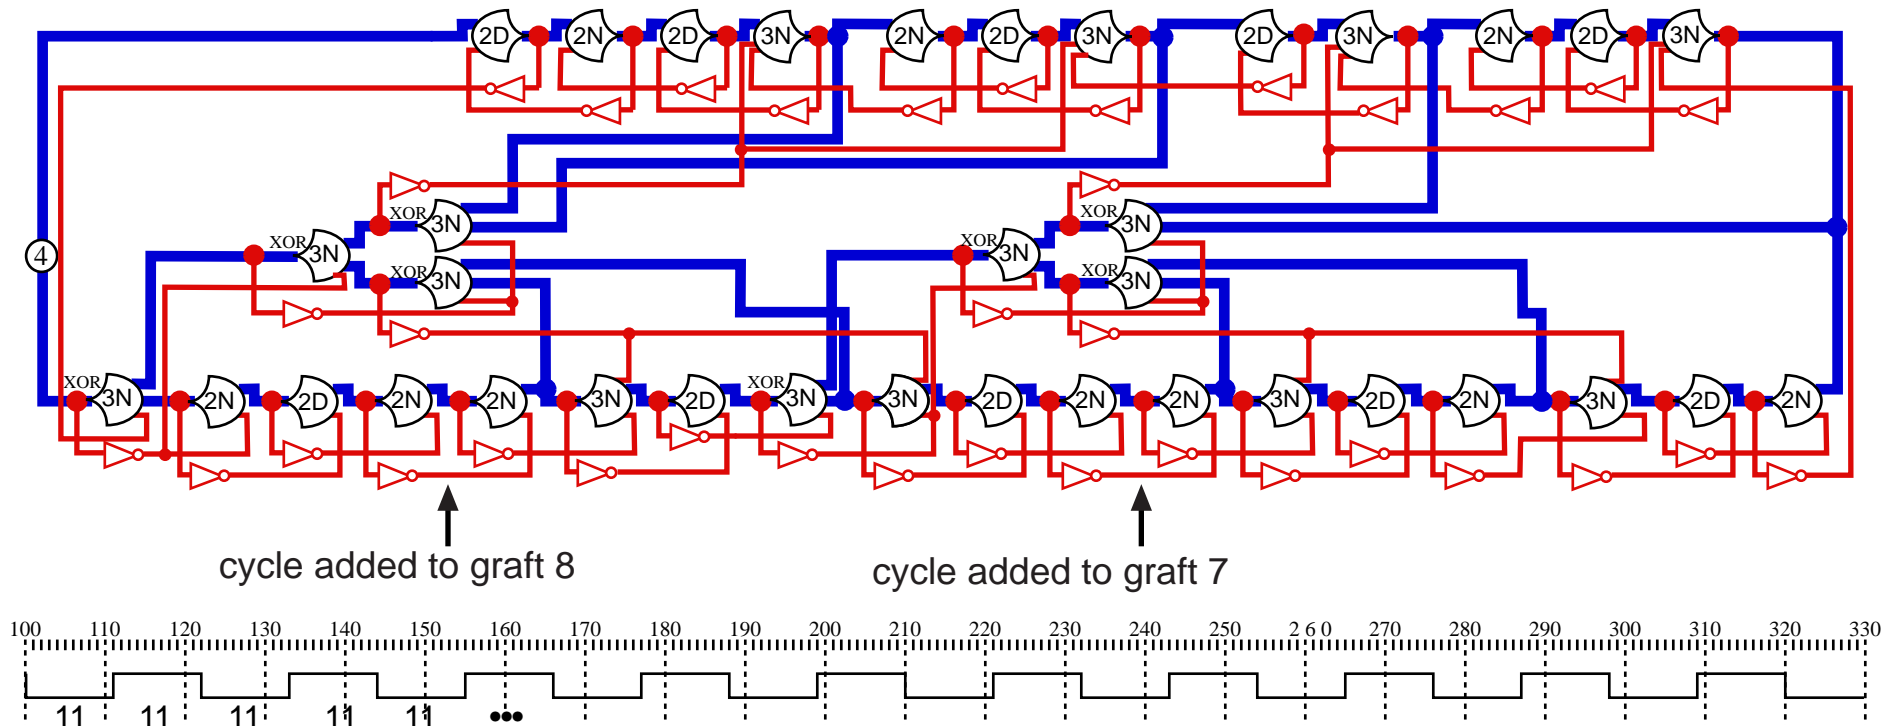 2D 2N 2D 3N 2N 2D 3N 2D 3N 2N 2D 3N
XOR 3N XOR 3N
XOR 3N XOR 3N
4
XOR 3N XOR 3N
XOR 3N 2N 2D 2N 2N 3N 2D XOR 3N 3N 2D 2N 2N 3N 2D 2N 3N 2D 2N
cycle added to graft 8
cycle added to graft 7
100 110 120 130 140 150 160 170 180 190 200 210 220 230 240 250 2 6 0 270 280 290 300 310 320 330
11 11 11 11 11 •••